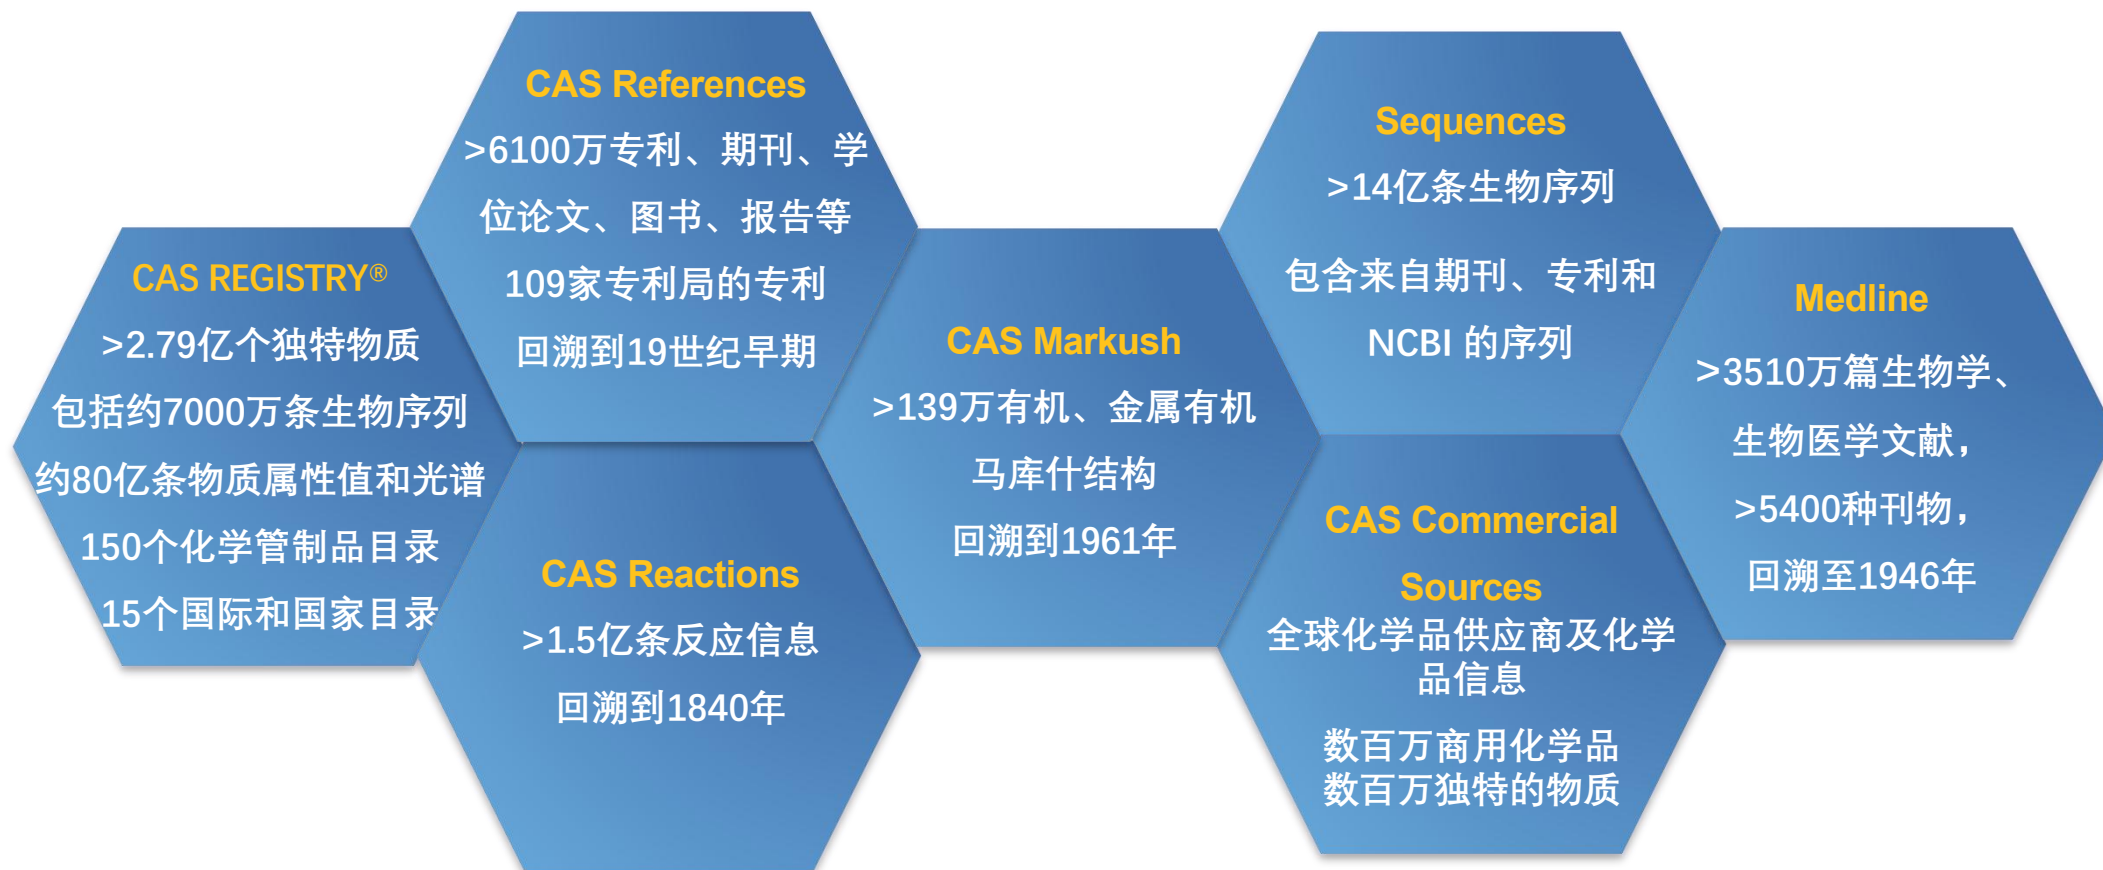 CAS REGISTRY®
>2.79亿个独特物质
包括约7000万条生物序列
约80亿条物质属性值和光谱
150个化学管制品目录
15个国际和国家目录
CAS References
>6100万专利、期刊、学
位论文、图书、报告等
109家专利局的专利
回溯到19世纪早期
CAS Reactions
>1.5亿条反应信息
回溯到1840年
CAS Markush
>139万有机、金属有机
马库什结构
回溯到1961年
Sequences
>14亿条生物序列
包含来自期刊、专利和
NCBI 的序列
CAS Commercial
Sources
全球化学品供应商及化学
品信息
数百万商用化学品
数百万独特的物质
Medline
>3510万篇生物学、
生物医学文献，
>5400种刊物，
回溯至1946年